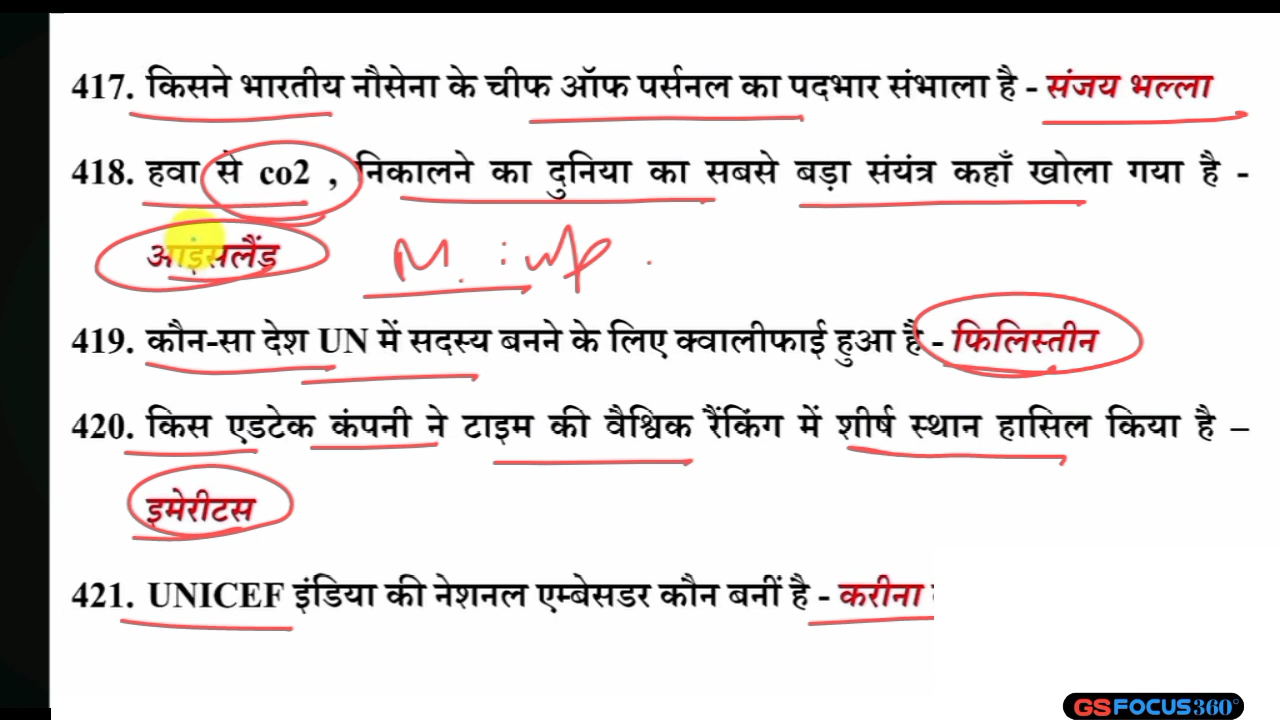 417. किसने भारतीय नौसेना के चीफ ऑफ पर्सनल का पदभार संभाला है - संजय भल्ला
418. हवा से co2 , निकालने का दुनिया का सबसे बड़ा संयंत्र कहाँ खोला गया है -
आइसलैंड M. imp.
419. कौन-सा देश UN में सदस्य बनने के लिए क्वालीफाई हुआ है - फिलिस्तीन
420. किस एडटेक कंपनी ने टाइम की वैश्विक रैंकिंग में शीर्ष स्थान हासिल किया है –
इमेरीटस
421. UNICEF इंडिया की नेशनल एम्बेसडर कौन बनीं है - करीना
GSFOCUS360°